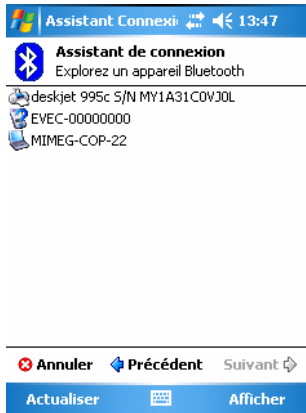 Assistant Connexi 13:47
Assistant de connexion
Explorez un appareil Bluetooth
deskjet 995c S/N MY1A31C0VJ0L
EVEC-00000000
MIMEG-COP-22
Annuler Précédent Suivant
Actualiser Afficher